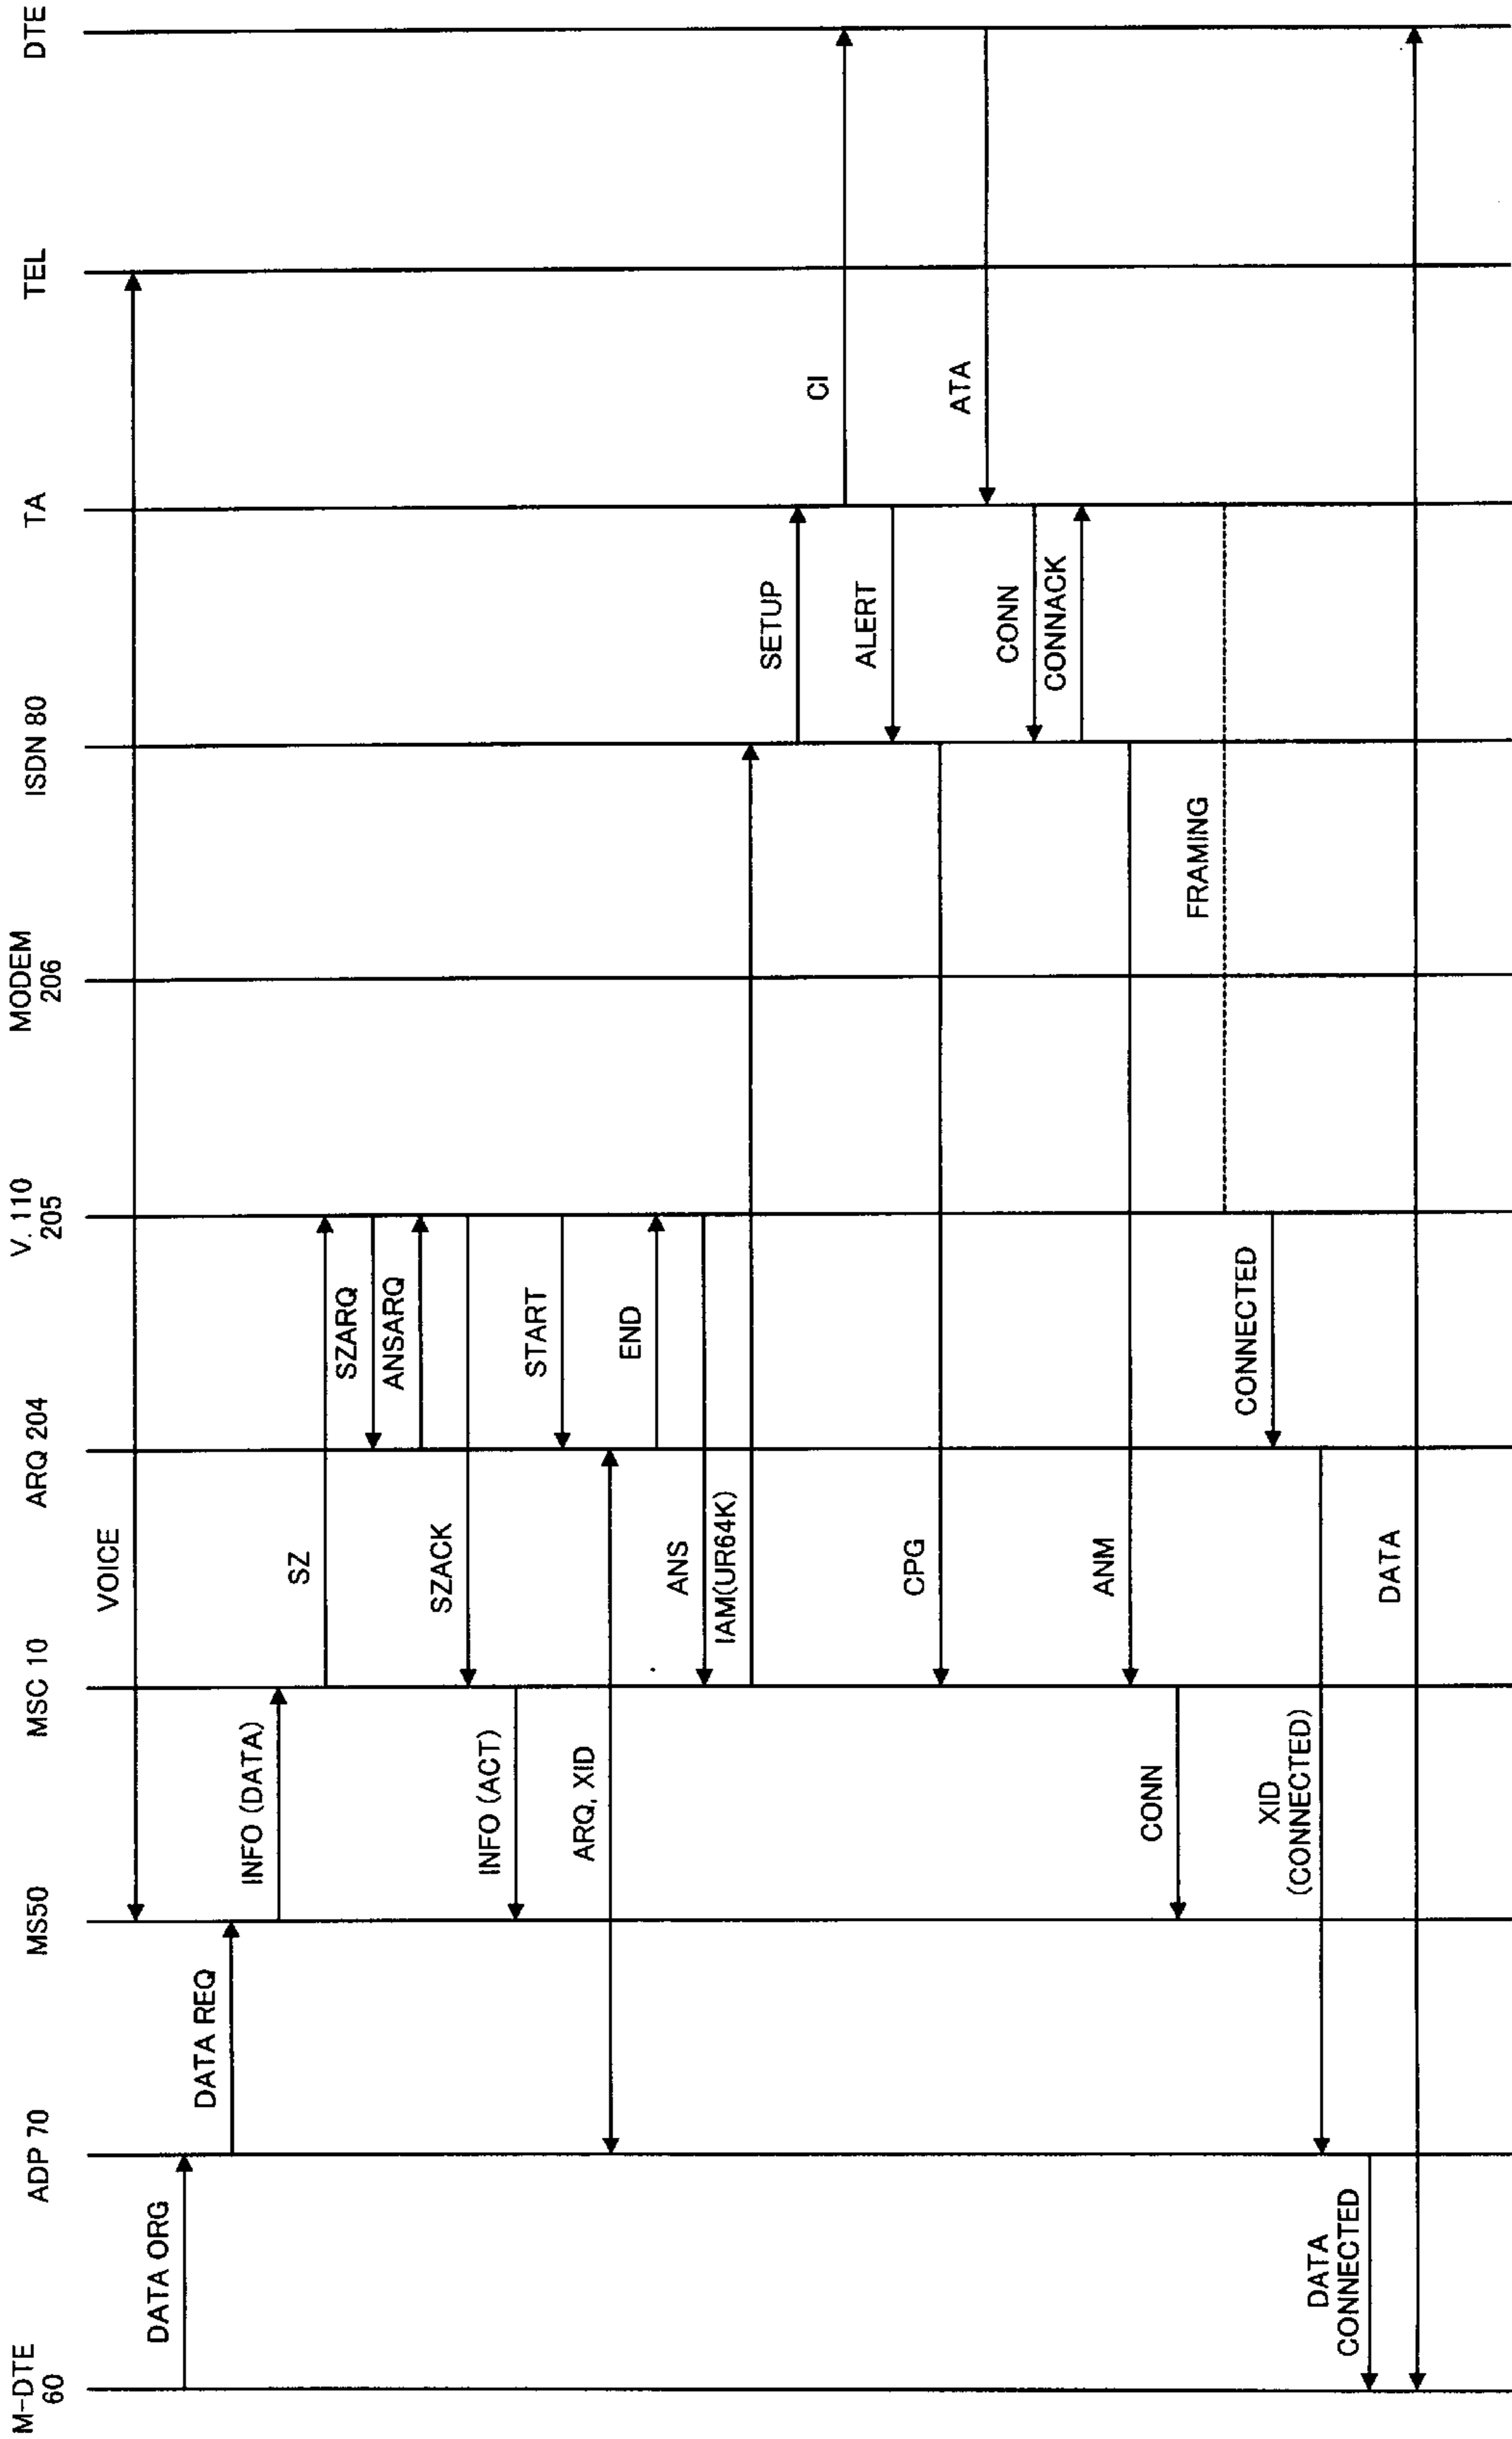 M-DTE
60
ADP 70
MS50
MSC 10
ARQ 204
V. 110
205
MODEM
206
ISDN 80
TA
TEL
DTE
VOICE
DATA ORG
DATA REQ
INFO (DATA)
SZ
SZARQ
ANSARQ
SZACK
INFO (ACT)
START
ARQ, XID
END
ANS
IAM(UR64K)
SETUP
CI
ALERT
CPG
ATA
CONN
CONNACK
ANM
CONN
FRAMING
CONNECTED
XID
(CONNECTED)
DATA
CONNECTED
DATA